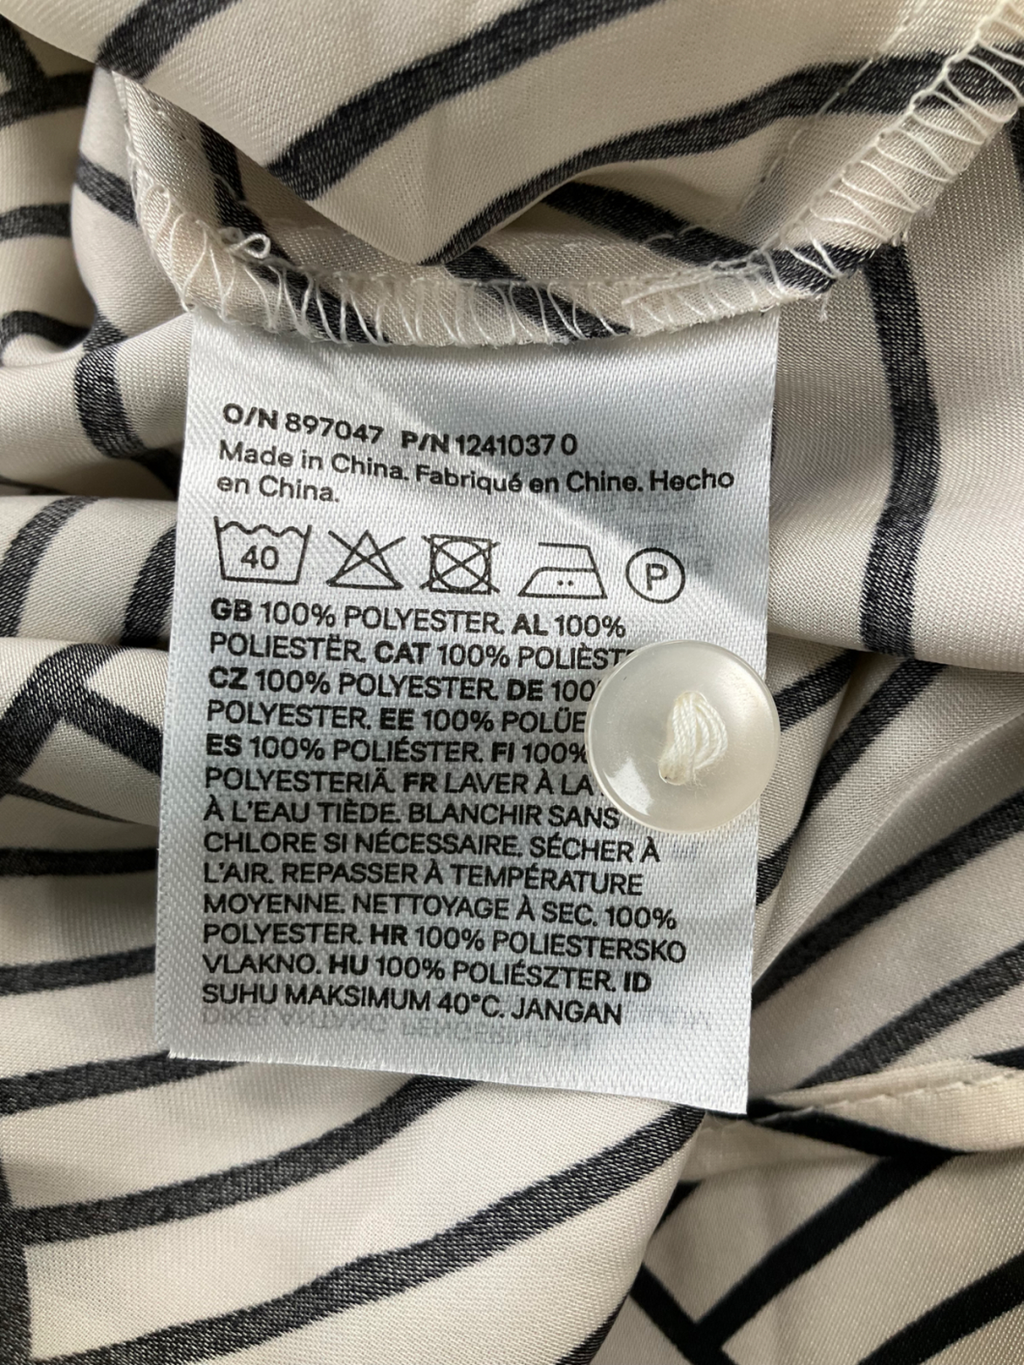 O/N 897047 P/N 1241037 0
Made in China. Fabriqué en Chine. Hecho
en China.
40
P
GB 100% POLYESTER. AL 100%
POLIESTËR. CAT 100%
CZ 100% POLYESTER. DE
POLYESTER. EE 100%
ES 100% POLIÉSTER. FI 100%
POLYESTERIÄ. FR LAVER À LA
À L'EAU TIÈDE. BLANCHIR SANS
CHLORE SI NÉCESSAIRE. SÉCHER À
L'AIR. REPASSER À TEMPÉRATURE
MOYENNE. NETTOYAGE À SEC. 100%
POLYESTER. HR 100% POLIESTERSKO
VLAKNO. HU 100% POLIÉSZTER. ID
SUHU MAKSIMUM 40°C. JANGAN